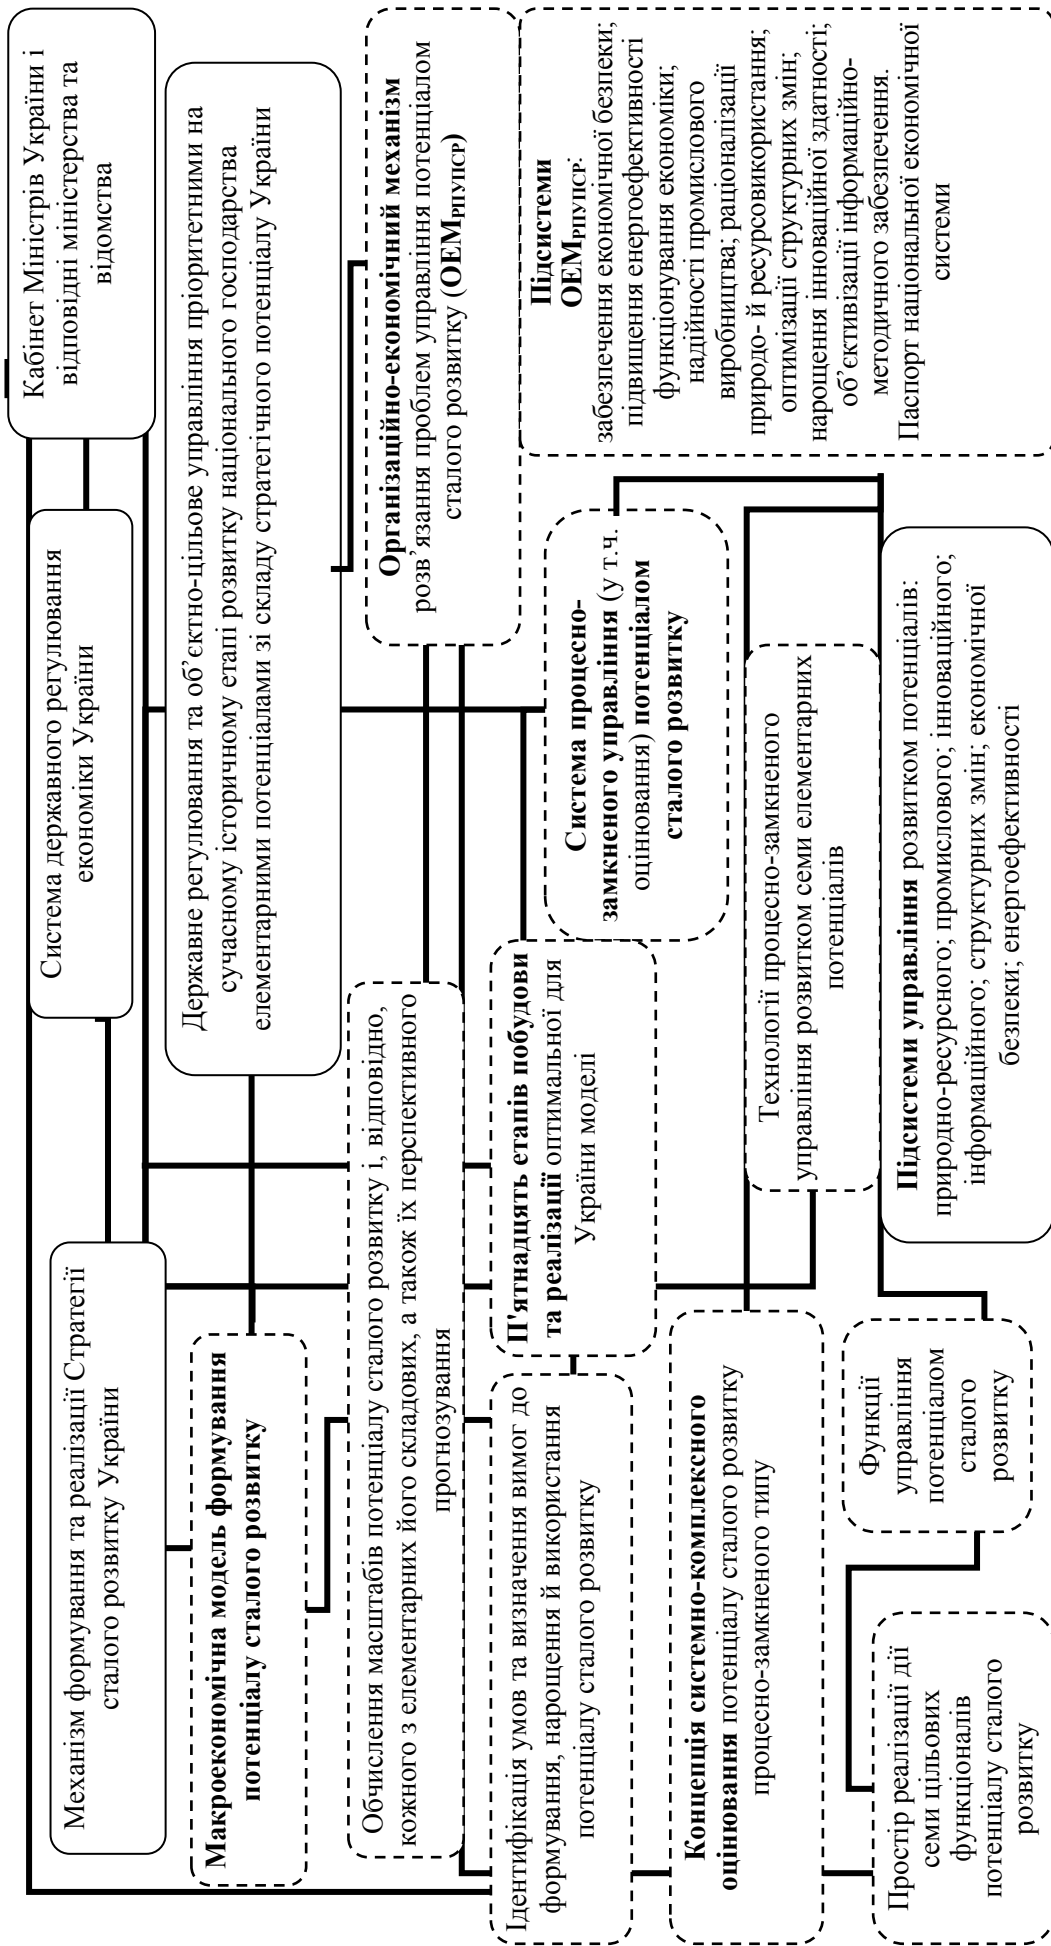 Механізм формування та реалізації Стратегії
сталого розвитку України
Система державного регулювання
економіки України
Кабінет Міністрів України і
відповідні міністерства та
відомства
Макроекономічна модель формування
потенціалу сталого розвитку
Державне регулювання та об’єктно-цільове управління пріоритетними на
сучасному історичному етапі розвитку національного господарства
елементарними потенціалами зі складу стратегічного потенціалу України
Обчислення масштабів потенціалу сталого розвитку і, відповідно,
кожного з елементарних його складових, а також їх перспективного
прогнозування
Організаційно-економічний механізм
розв’язання проблем управління потенціалом
сталого розвитку (ОЕМРПУПСР)
Ідентифікація умов та визначення вимог до
формування, нарощення й використання
потенціалу сталого розвитку
П'ятнадцять етапів побудови
та реалізації оптимальної для
України моделі
Система процесно-
замкненого управління (у т.ч.
оцінювання) потенціалом
сталого розвитку
Підсистеми
ОЕМРПУПСР:
забезпечення економічної безпеки;
підвищення енергоефективності
функціонування економіки;
надійності промислового
виробництва; раціоналізації
природо- й ресурсовикористання;
оптимізації структурних змін;
нарощення інноваційної здатності;
об’єктивізації інформаційно-
методичного забезпечення.
Паспорт національної економічної
системи
Концепція системно-комплексного
оцінювання потенціалу сталого розвитку
процесно-замкненого типу
Технології процесно-замкненого
управління розвитком семи елементарних
потенціалів
Простір реалізації дії
семи цільових
функціоналів
потенціалу сталого
розвитку
Функції
управління
потенціалом
сталого
розвитку
Підсистеми управління розвитком потенціалів:
природно-ресурсного; промислового; інноваційного;
інформаційного; структурних змін; економічної
безпеки; енергоефективності